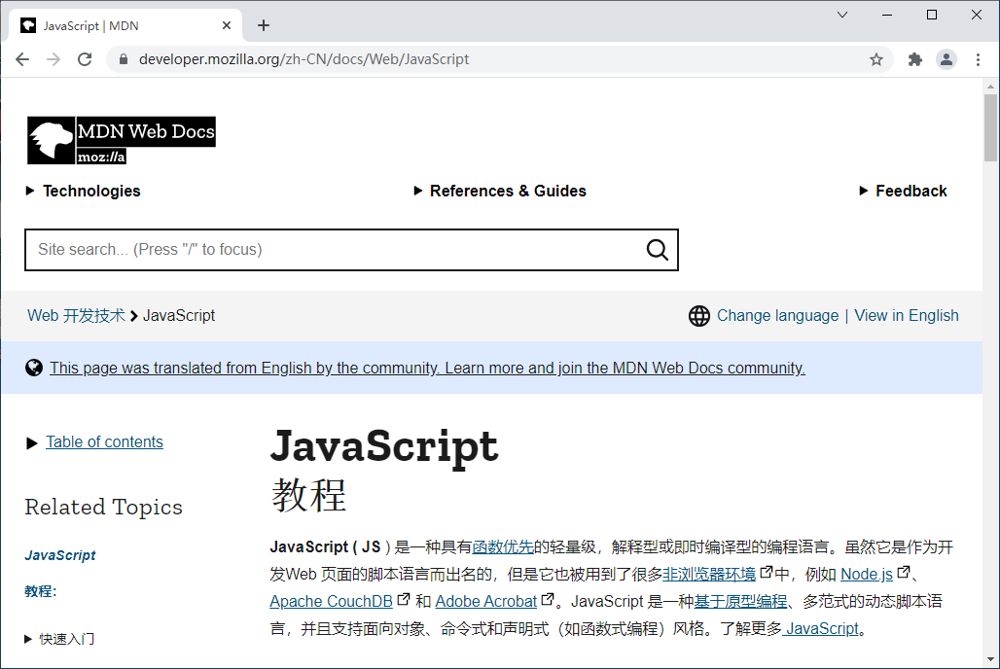 JavaScript | MDN
developer.mozilla.org/zh-CN/docs/Web/JavaScript
MDN Web Docs
moz://a
Technologies
References & Guides
Feedback
Site search... (Press "/" to focus)
Web 开发技术 JavaScript
Change language | View in English
This page was translated from English by the community. Learn more and join the MDN Web Docs community.
Table of contents
Related Topics
JavaScript
教程:
快速入门
JavaScript
教程
JavaScript ( JS ) 是一种具有函数优先的轻量级，解释型或即时编译型的编程语言。虽然它是作为开
发Web 页面的脚本语言而出名的，但是它也被用到了很多非浏览器环境中，例如 Node.js、
Apache CouchDB 和 Adobe Acrobat。JavaScript 是一种基于原型编程、多范式的动态脚本语
言，并且支持面向对象、命令式和声明式（如函数式编程）风格。了解更多 JavaScript。